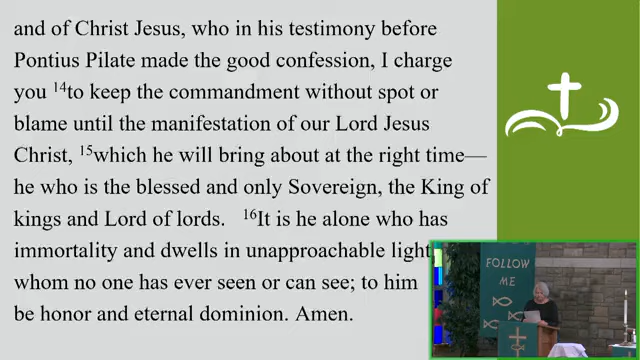 and of Christ Jesus, who in his testimony before
Pontius Pilate made the good confession, I charge
you 14to keep the commandment without spot or
blame until the manifestation of our Lord Jesus
Christ, 15which he will bring about at the right time—
he who is the blessed and only Sovereign, the King of
kings and Lord of lords. 16It is he alone who has
immortality and dwells in unapproachable light,
whom no one has ever seen or can see; to him
be honor and eternal dominion. Amen.
FOLLOW
ME